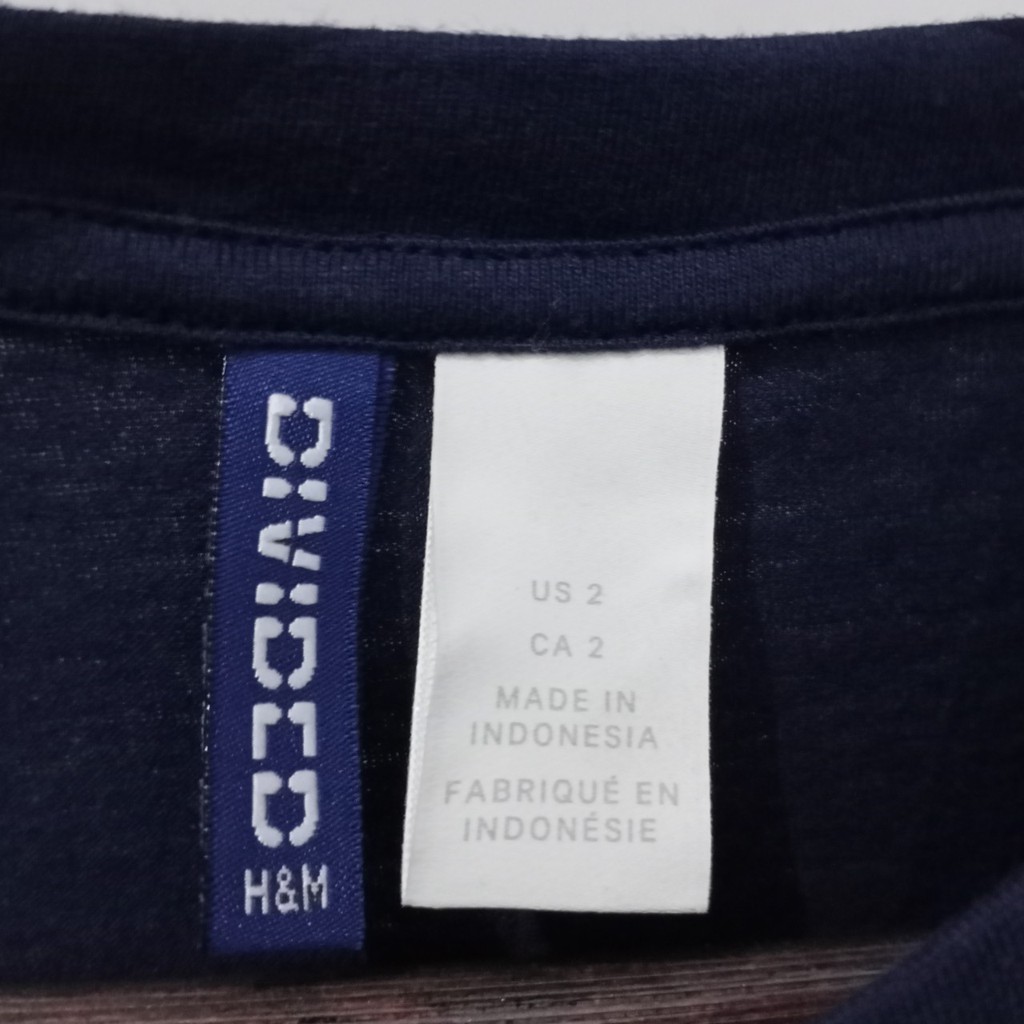 DIVIDED
H&M
US 2
CA 2
MADE IN
INDONESIA
FABRIQUÉ EN
INDONÉSIE